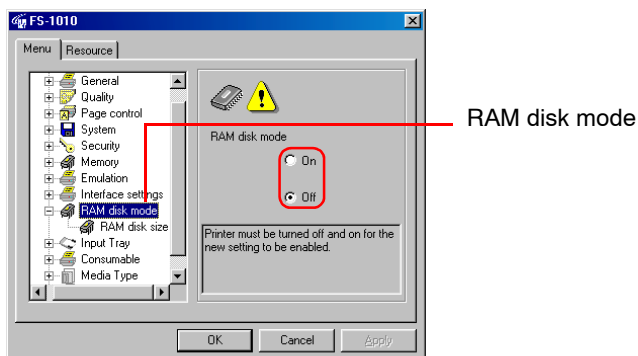 FS-1010
Menu
Resource
General
Quality
Page control
System
Security
Memory
Emulation
Interface settings
RAM disk mode
RAM disk size
Input Tray
Consumable
Media Type
RAM disk mode
On
Off
Printer must be turned off and on for the
new setting to be enabled.
OK
Cancel
Apply
RAM disk mode